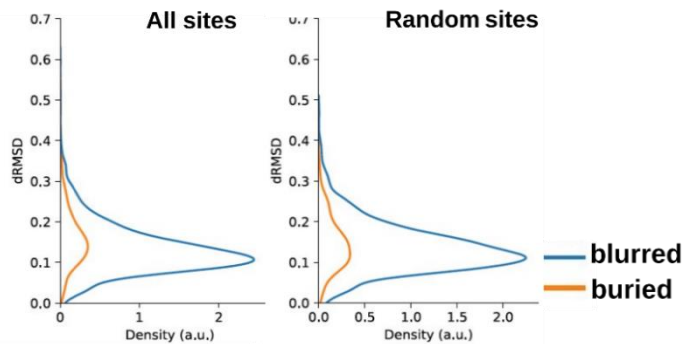 All sites
0.7
0.6
0.5
0.4
0.3
0.2
0.1
0.0
dRMSD
0 1 2
Density (a.u.)
Random sites
0.7
0.6
0.5
0.4
0.3
0.2
0.1
0.0
dRMSD
0.0 0.5 1.0 1.5 2.0
Density (a.u.)
blurred
buried